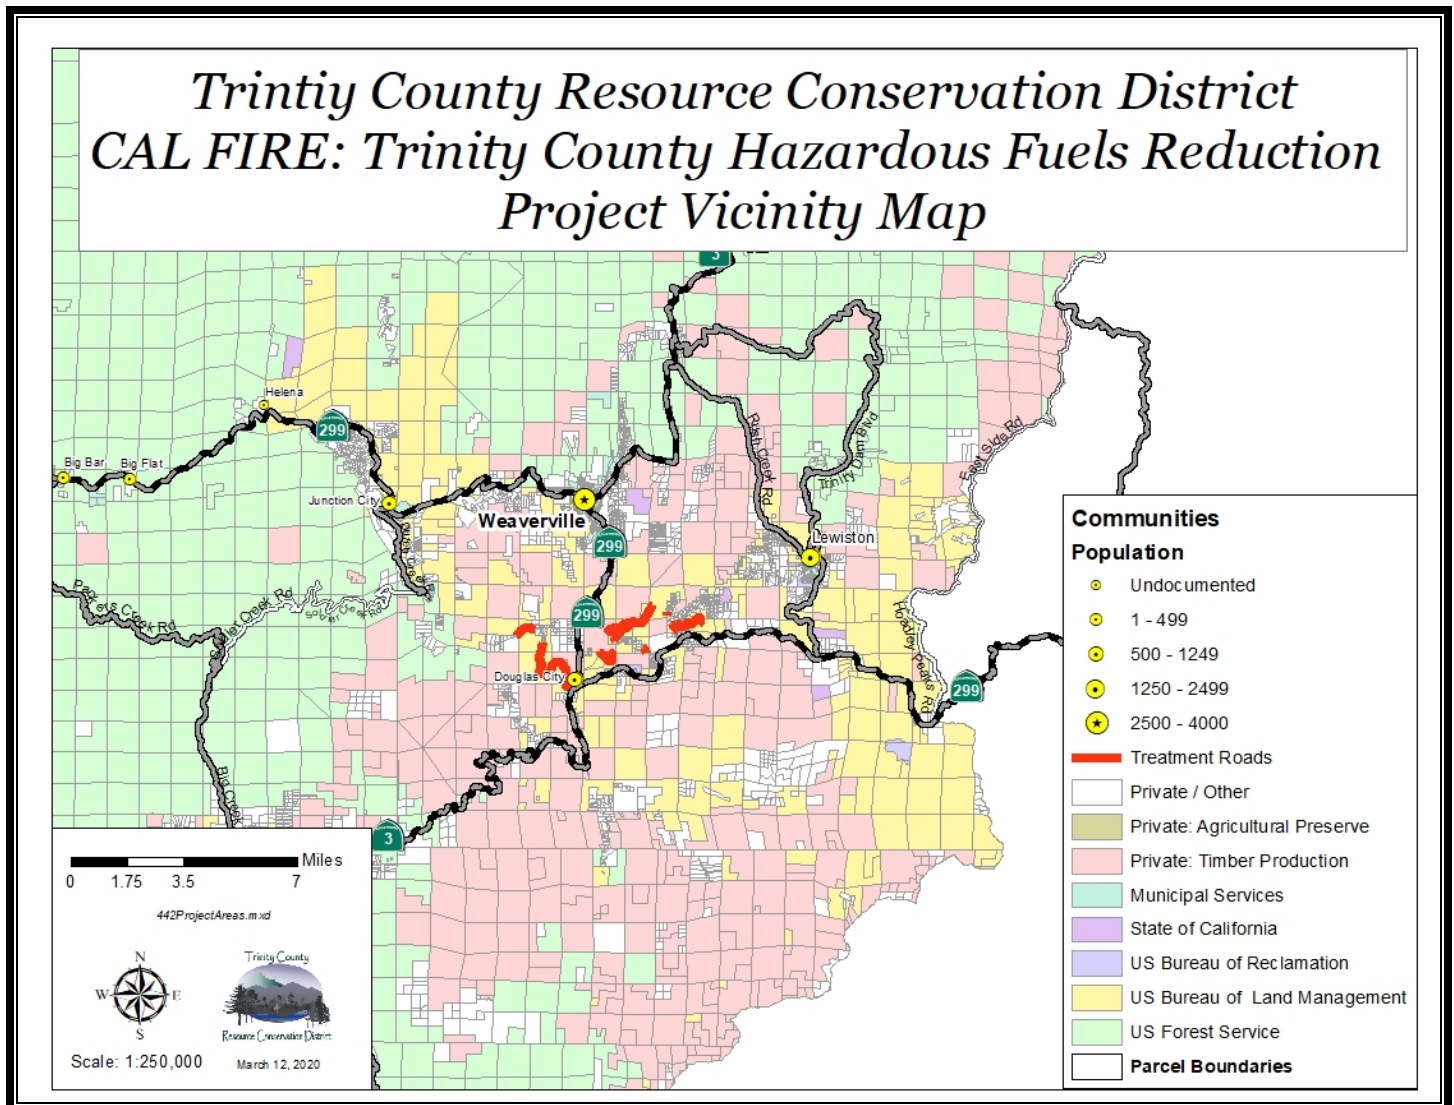 Trintiy County Resource Conservation District
CAL FIRE: Trinity County Hazardous Fuels Reduction
Project Vicinity Map
3
Helena
299
Big Bar
Big Flat
Junction City
Weaverville
299
Rush Creek Rd
Trinity Dam Blvd
East Side Rd
Lewiston
299
Hoadley Peaks Rd
299
Douglas City
Creek Rd
3
Communities
Population
Undocumented
1 - 499
500 - 1249
1250 - 2499
2500 - 4000
Treatment Roads
Private / Other
Private: Agricultural Preserve
Private: Timber Production
Municipal Services
State of California
US Bureau of Reclamation
US Bureau of Land Management
US Forest Service
Parcel Boundaries
Miles
0 1.75 3.5 7
442ProjectAreas.mxd
N
W E
S
Trinity County
Resource Conservation District
Scale: 1:250,000
March 12, 2020